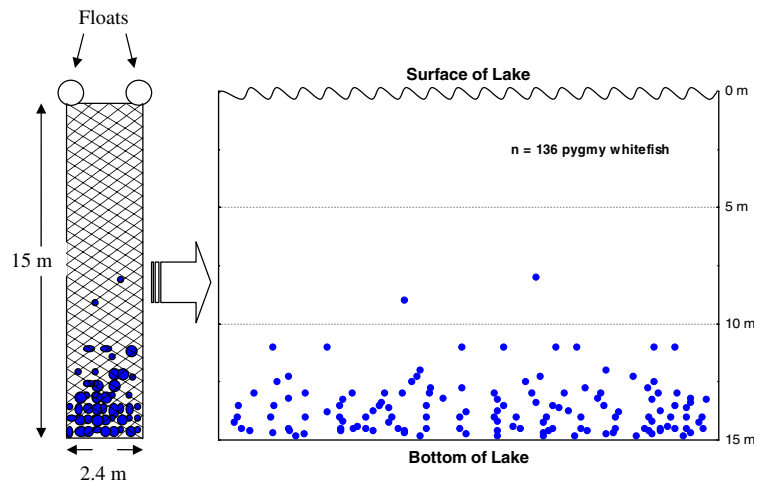 Floats
Surface of Lake
0 m
n = 136 pygmy whitefish
5 m
15 m
10 m
15 m
Bottom of Lake
2.4 m